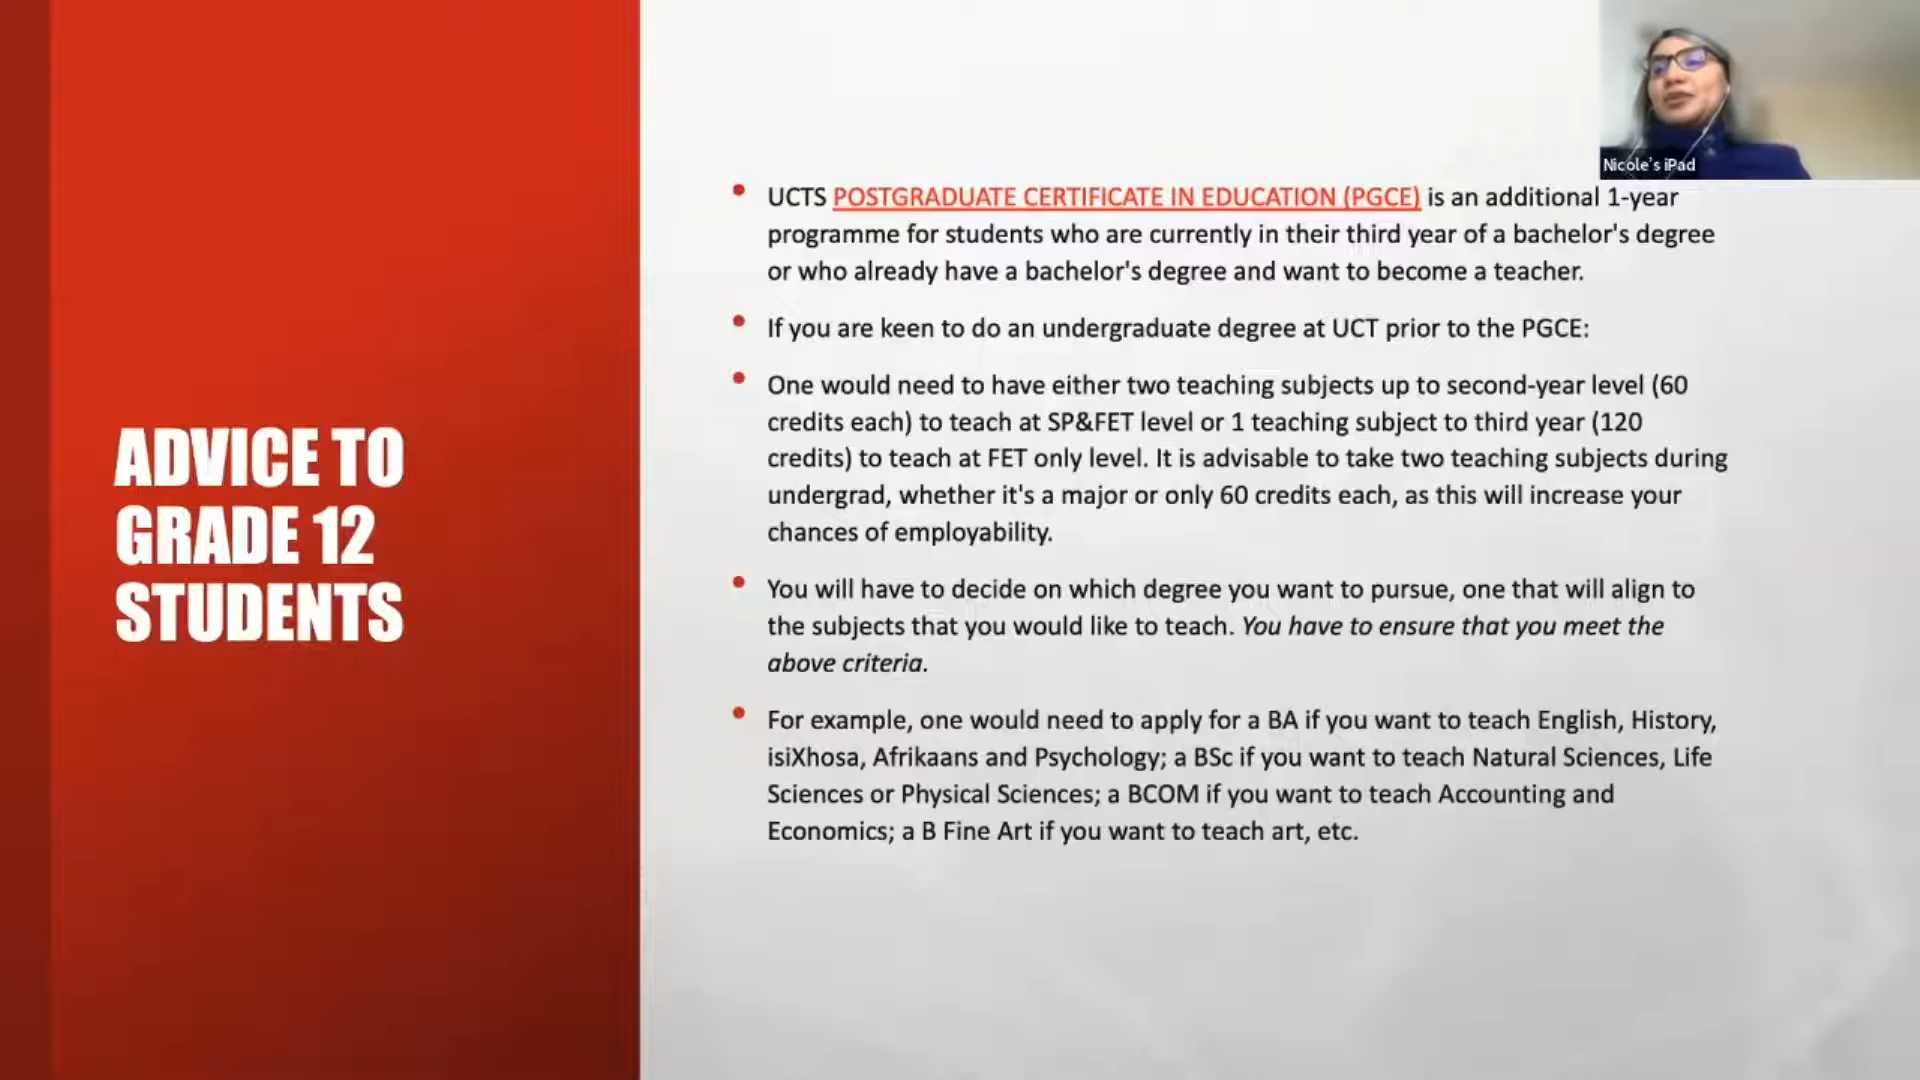 ADVICE TO
GRADE 12
STUDENTS
Nicole's iPad
UCTS POSTGRADUATE CERTIFICATE IN EDUCATION (PGCE) is an additional 1-year
programme for students who are currently in their third year of a bachelor's degree
or who already have a bachelor's degree and want to become a teacher.
If you are keen to do an undergraduate degree at UCT prior to the PGCE:
One would need to have either two teaching subjects up to second-year level (60
credits each) to teach at SP&FET level or 1 teaching subject to third year (120
credits) to teach at FET only level. It is advisable to take two teaching subjects during
undergrad, whether it's a major or only 60 credits each, as this will increase your
chances of employability.
You will have to decide on which degree you want to pursue, one that will align to
the subjects that you would like to teach. You have to ensure that you meet the
above criteria.
For example, one would need to apply for a BA if you want to teach English, History,
isiXhosa, Afrikaans and Psychology; a BSc if you want to teach Natural Sciences, Life
Sciences or Physical Sciences; a BCOM if you want to teach Accounting and
Economics; a B Fine Art if you want to teach art, etc.